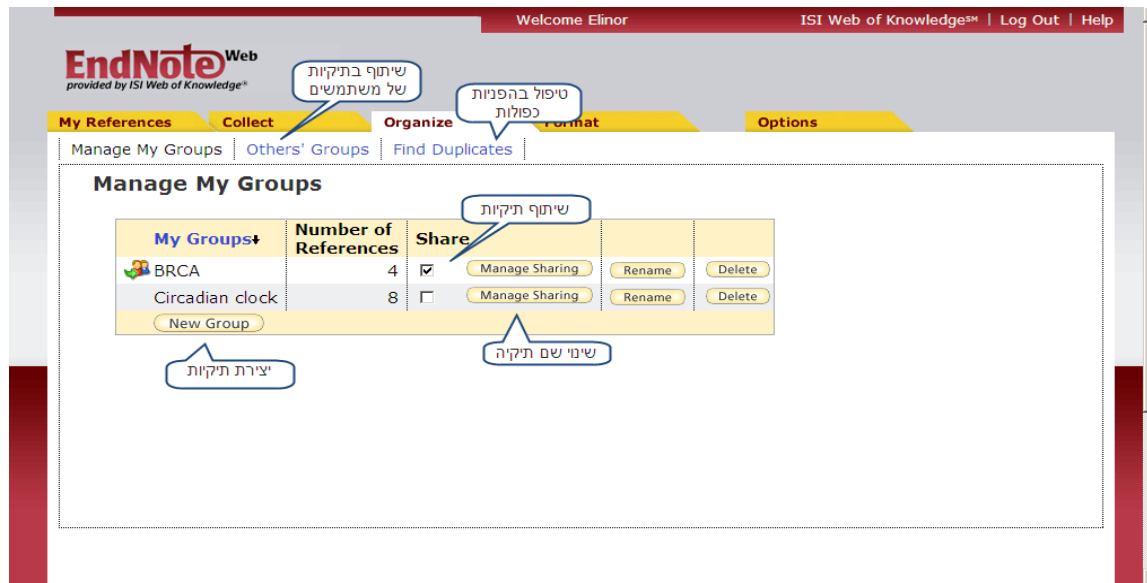 Welcome Elinor
ISI Web of Knowledge℠ | Log Out | Help
EndNote Web
provided by ISI Web of Knowledge®
שיתוף בתיקיות
של משתמשים
טיפול בהפניות
כפולות
My References
Collect
Organize
Format
Options
Manage My Groups
Others' Groups
Find Duplicates
Manage My Groups
שיתוף תיקיות
My Groups
Number of
References
Share
BRCA 4 Manage Sharing Rename Delete
Circadian clock 8 Manage Sharing Rename Delete
New Group
שינוי שם תיקיה
יצירת תיקיות